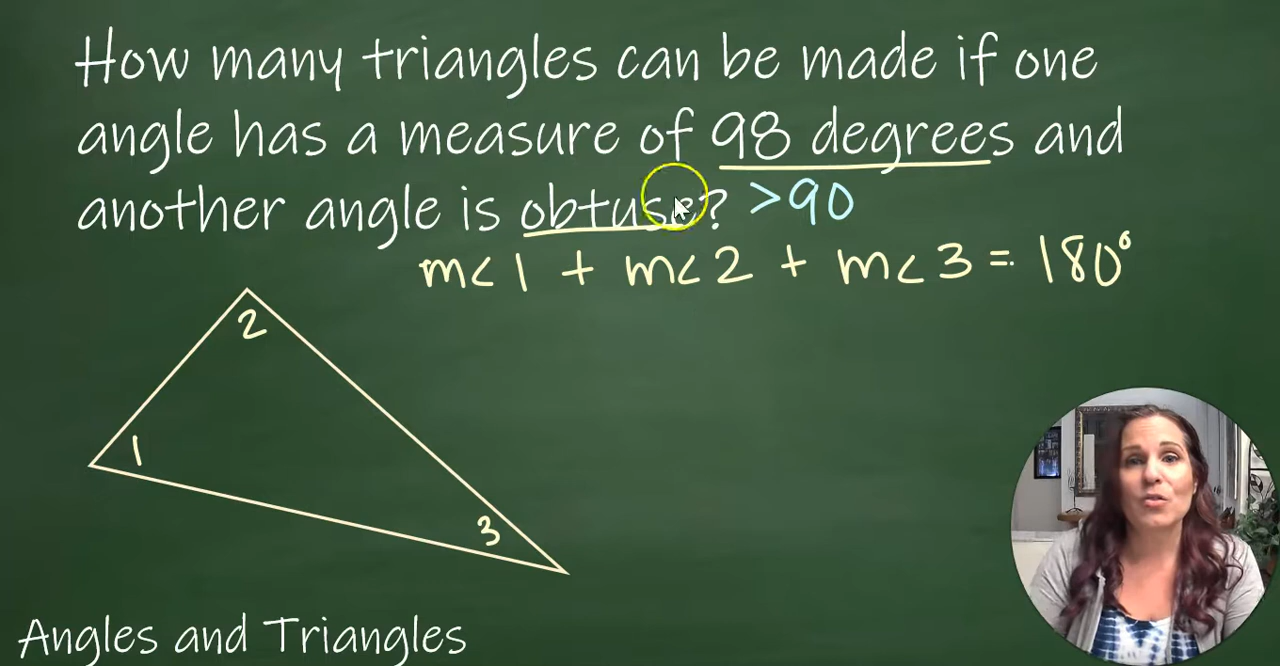 How many triangles can be made if one
angle has a measure of 98 degrees and
another angle is obtuse? >90
m<1 + m<2 + m<3 = 180°
2
1
3
Angles and Triangles